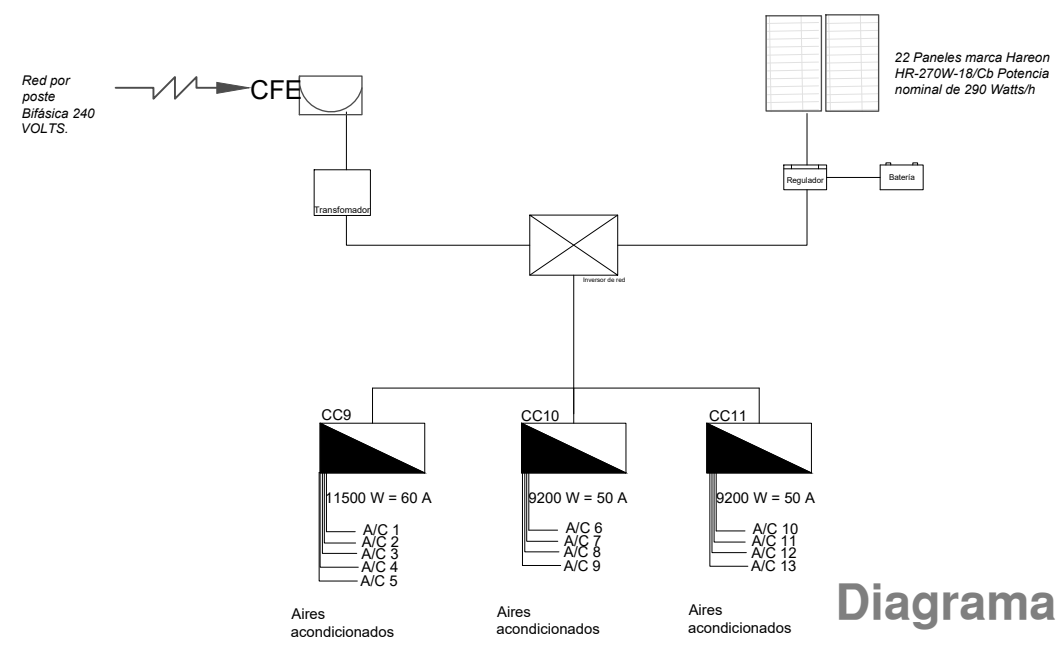 Red por
poste
Bifásica 240
VOLTS.
CFE
22 Paneles marca Hareon
HR-270W-18/Cb Potencia
nominal de 290 Watts/h
Transfomador
Regulador
Batería
Inversor de red
CC9
11500 W = 60 A
A/C 1
A/C 2
A/C 3
A/C 4
A/C 5
Aires
acondicionados
CC10
9200 W = 50 A
A/C 6
A/C 7
A/C 8
A/C 9
Aires
acondicionados
CC11
9200 W = 50 A
A/C 10
A/C 11
A/C 12
A/C 13
Aires
acondicionados
Diagrama